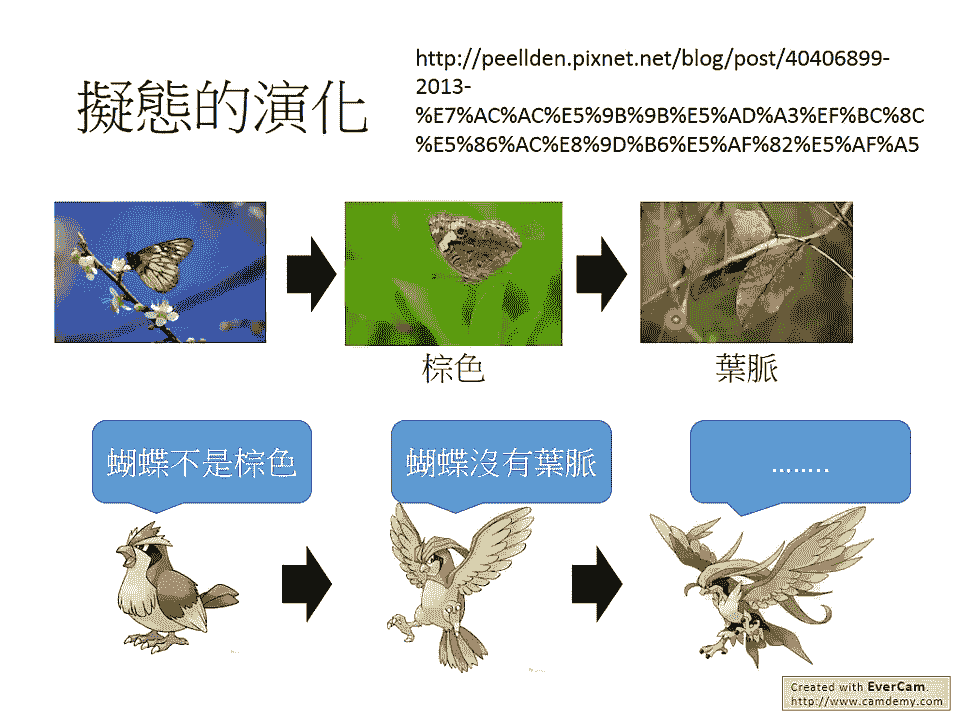 擬態的演化
http://peellden.pixnet.net/blog/post/40406899-
2013-
%E7%AC%AC%E5%9B%9B%E5%AD%A3%EF%BC%8C
%E5%86%AC%E8%9D%B6%E5%AF%82%E5%AF%A5
棕色
葉脈
蝴蝶不是棕色
蝴蝶沒有葉脈
........
Created with EverCam.
http://www.camdemy.com